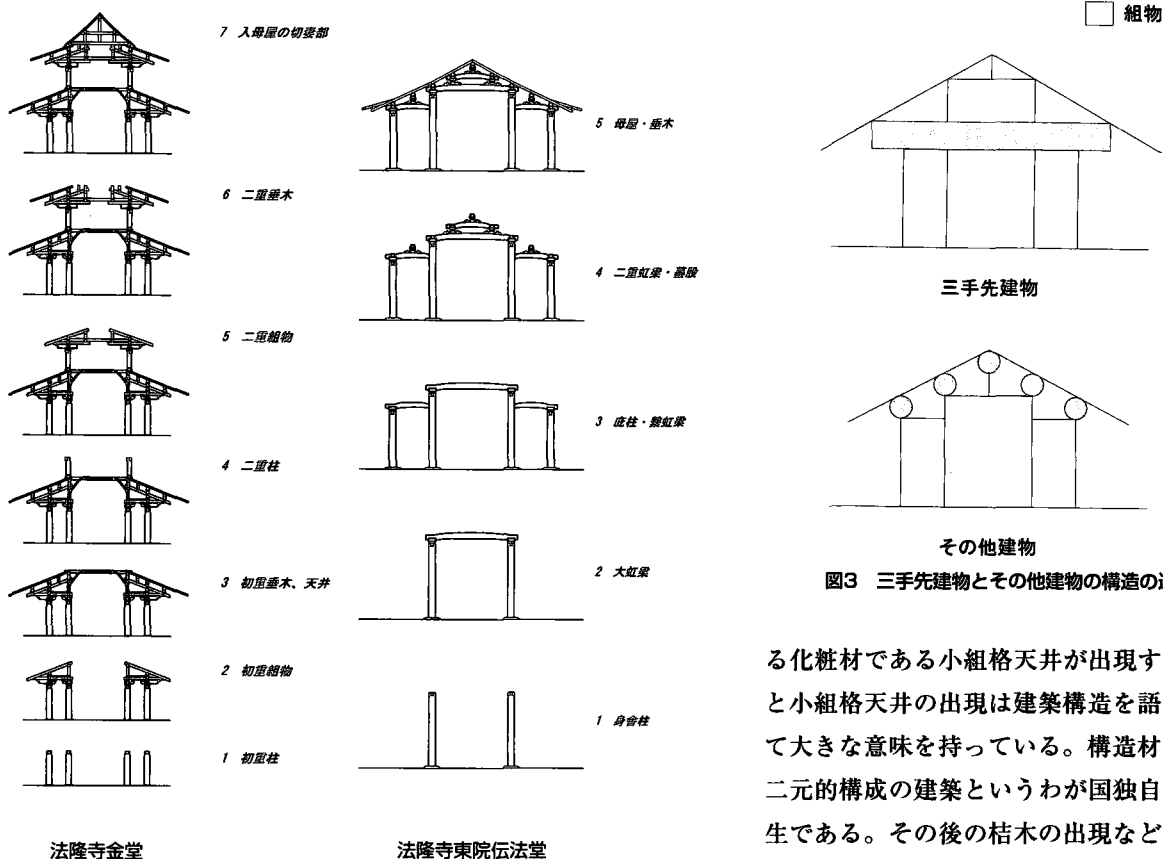 7 入母屋の切妻部
6 二重垂木
5 二重組物
4 二重柱
3 初重垂木、天井
2 初重組物
1 初重柱
法隆寺金堂
5 母屋・垂木
4 二重虹梁・蟇股
3 庇柱・繋虹梁
2 大虹梁
1 身舎柱
法隆寺東院伝法堂
組物
三手先建物
その他建物
図3 三手先建物とその他建物の構造の
る化粧材である小組格天井が出現す
と小組格天井の出現は建築構造を語
て大きな意味を持っている。構造材
二元的構成の建築というわが国独自
生である。その後の桔木の出現など